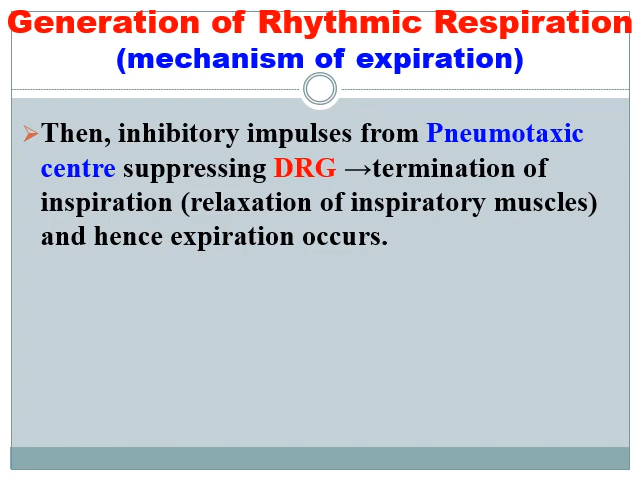 Generation of Rhythmic Respiration
(mechanism of expiration)
➢Then, inhibitory impulses from Pneumotaxic
centre suppressing DRG →termination of
inspiration (relaxation of inspiratory muscles)
and hence expiration occurs.